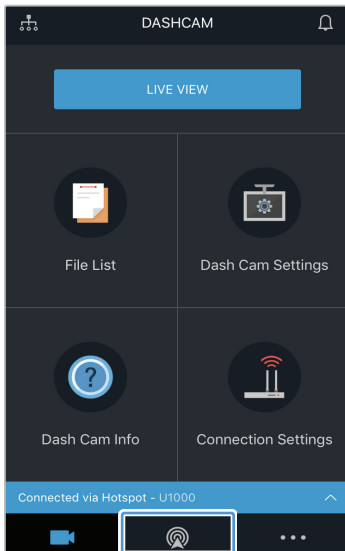 DASHCAM
LIVE VIEW
File List
Dash Cam Settings
Dash Cam Info
Connection Settings
Connected via Hotspot - U1000